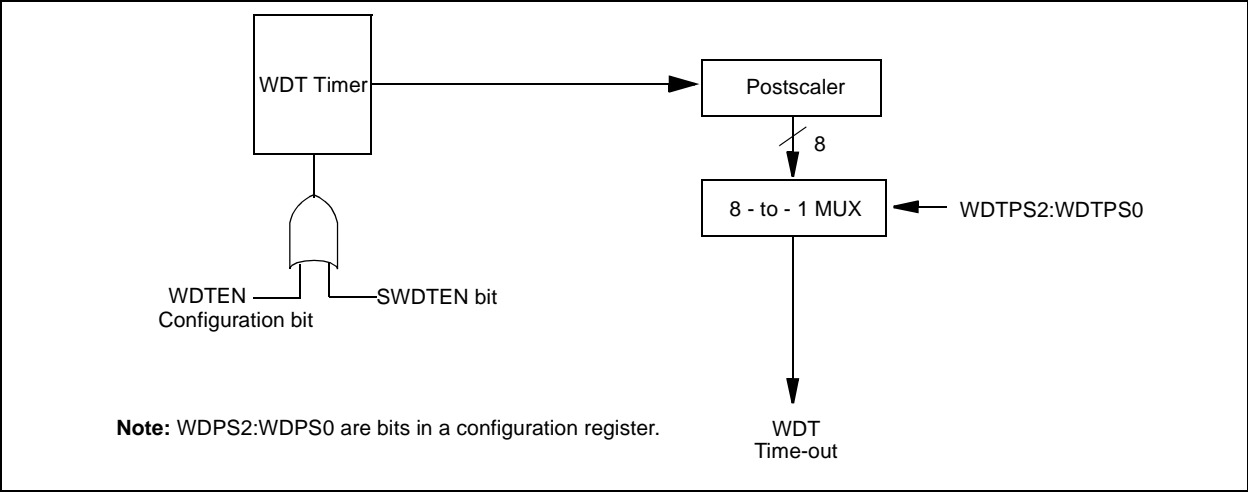 WDT Timer
Postscaler
8
8 - to - 1 MUX
WDTPS2:WDTPS0
WDTEN
Configuration bit
SWDTEN bit
Note: WDPS2:WDPS0 are bits in a configuration register.
WDT
Time-out